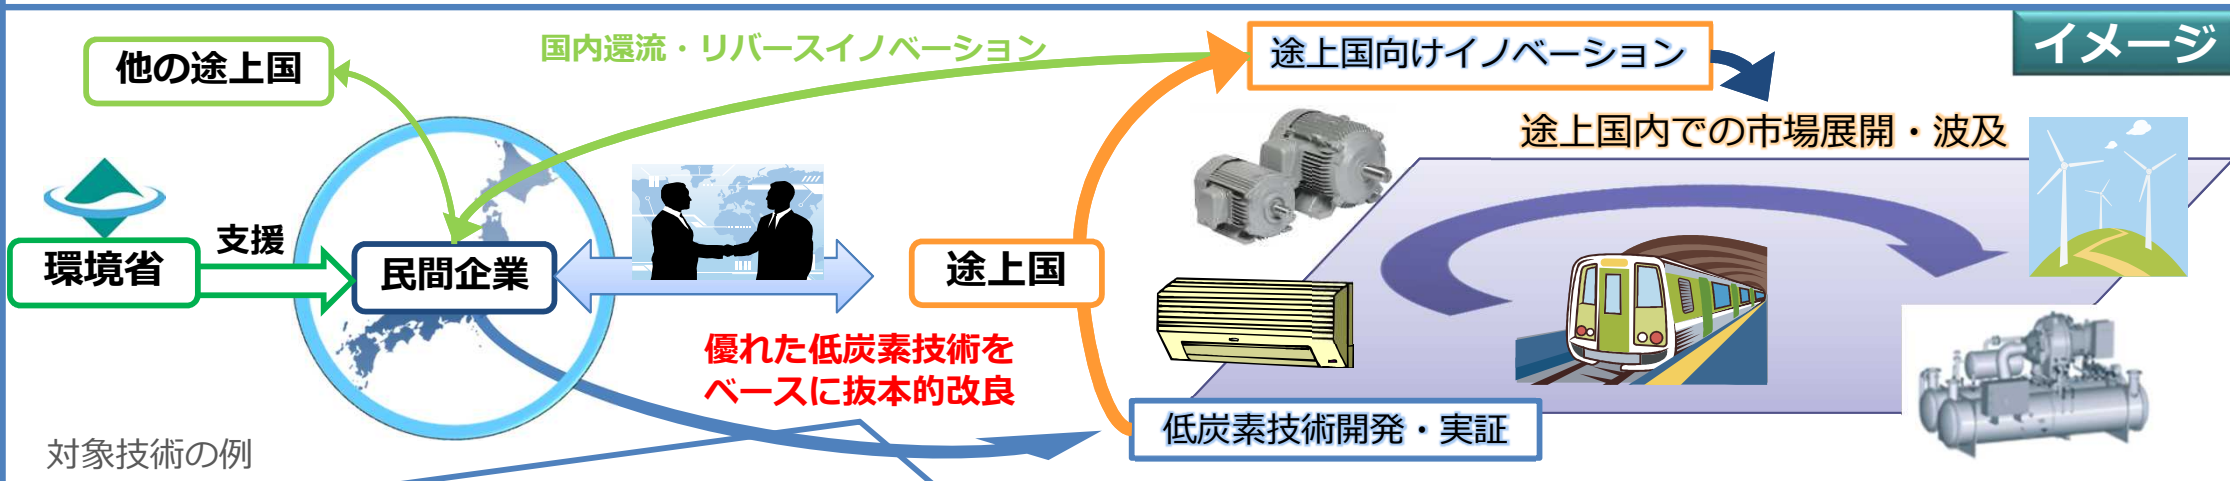 イメージ
国内還流・リバースイノベーション
途上国向けイノベーション
他の途上国
途上国内での市場展開・波及
支援
環境省
民間企業
途上国
優れた低炭素技術を
ベースに抜本的改良
低炭素技術開発・実証
対象技術の例